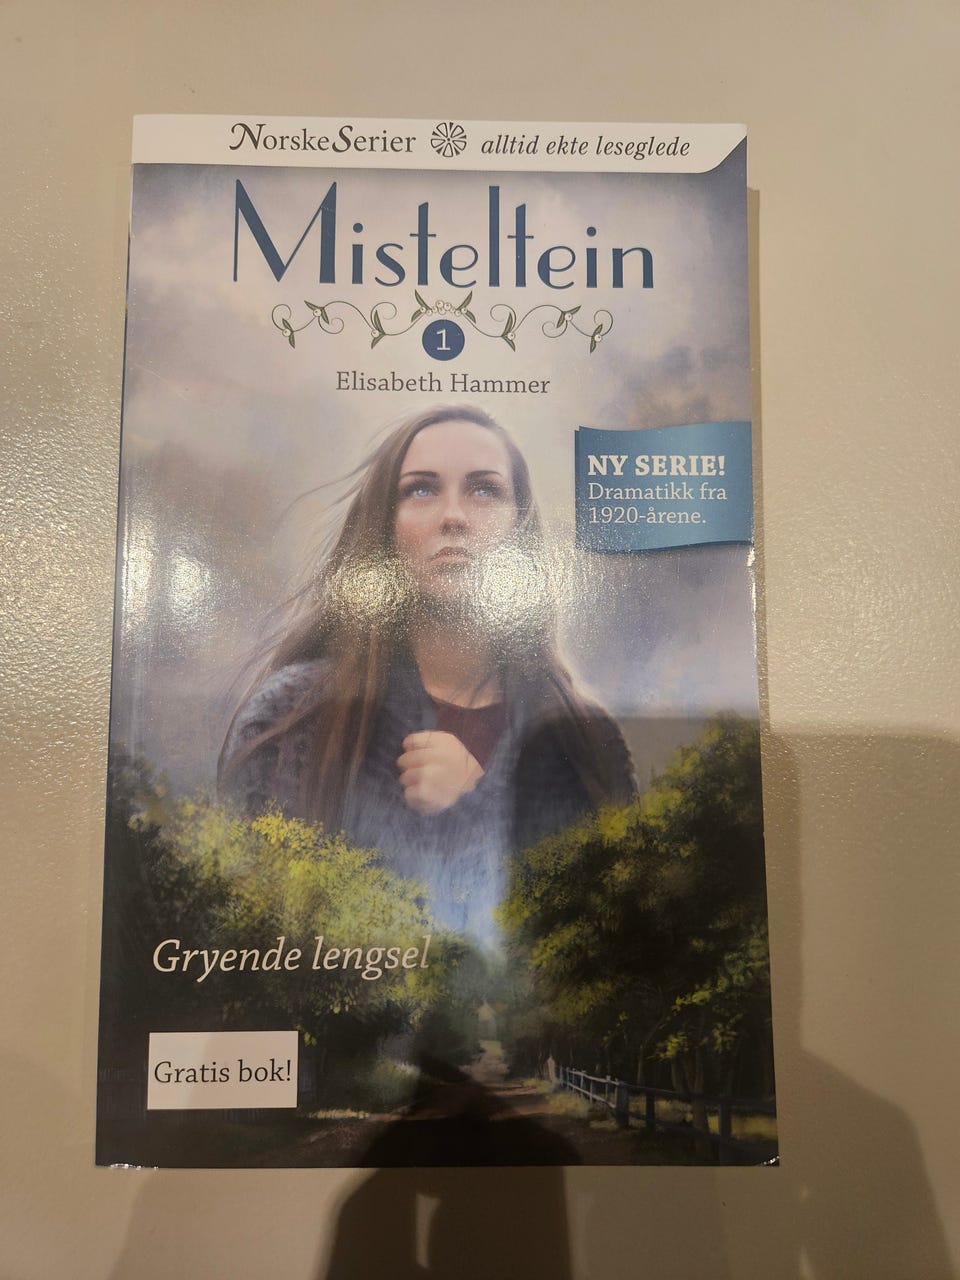 NorskeSerier alltid ekte leseglede
Misteltein
1
Elisabeth Hammer
NY SERIE!
Dramatikk fra
1920-årene.
Gryende lengsel
Gratis bok!